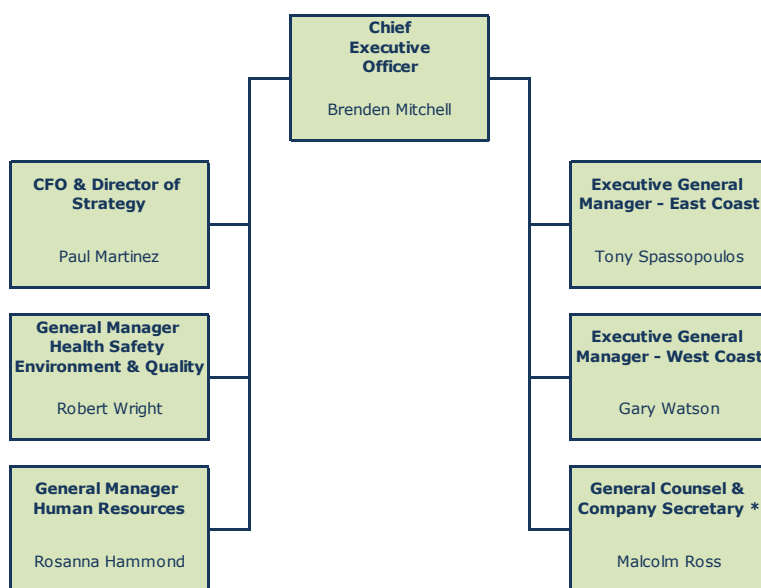 Chief
Executive
Officer
Brenden Mitchell
CFO & Director of
Strategy
Paul Martinez
Executive General
Manager - East Coast
Tony Spassopoulos
General Manager
Health Safety
Environment & Quality
Robert Wright
Executive General
Manager - West Coast
Gary Watson
General Manager
Human Resources
Rosanna Hammond
General Counsel &
Company Secretary *
Malcolm Ross